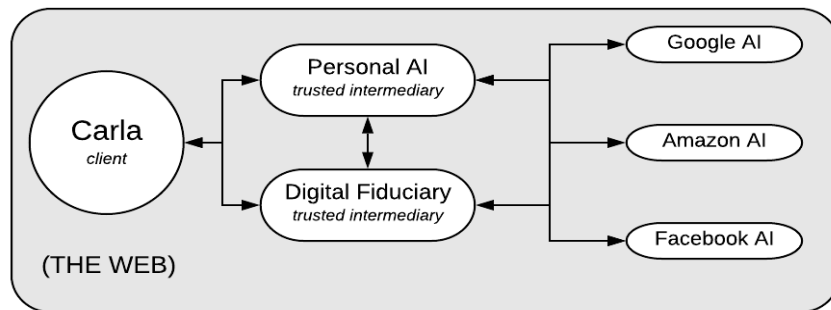 Carla
client
Personal AI
trusted intermediary
Digital Fiduciary
trusted intermediary
Google AI
Amazon AI
Facebook AI
(THE WEB)